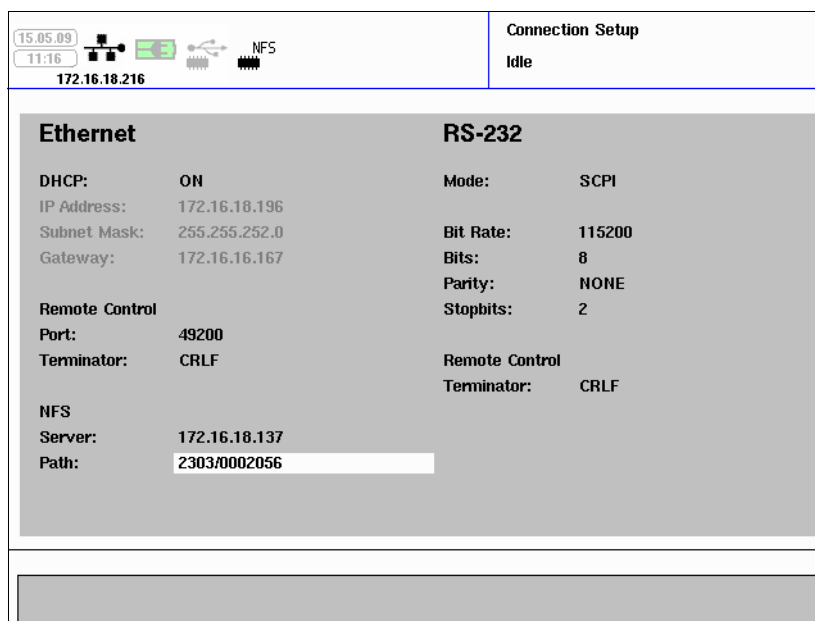 15.05.09
11:16
172.16.18.216
NFS
Connection Setup
Idle
Ethernet
DHCP: ON
IP Address: 172.16.18.196
Subnet Mask: 255.255.252.0
Gateway: 172.16.16.167
Remote Control
Port: 49200
Terminator: CRLF
NFS
Server: 172.16.18.137
Path: 2303/0002056
RS-232
Mode: SCPI
Bit Rate: 115200
Bits: 8
Parity: NONE
Stopbits: 2
Remote Control
Terminator: CRLF